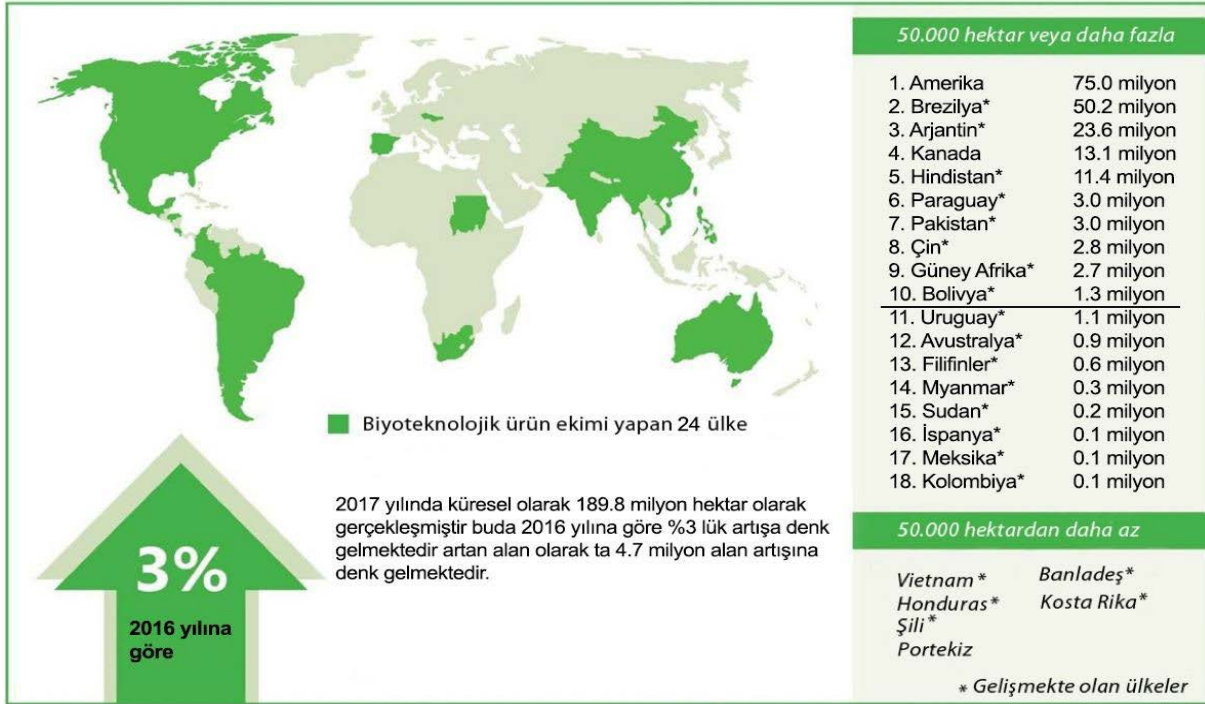 50.000 hektar veya daha fazla
1. Amerika 75.0 milyon
2. Brezilya* 50.2 milyon
3. Arjantin* 23.6 milyon
4. Kanada 13.1 milyon
5. Hindistan* 11.4 milyon
6. Paraguay* 3.0 milyon
7. Pakistan* 3.0 milyon
8. Çin* 2.8 milyon
9. Güney Afrika* 2.7 milyon
10. Bolivya* 1.3 milyon
11. Uruguay* 1.1 milyon
12. Avustralya* 0.9 milyon
13. Filifinler* 0.6 milyon
14. Myanmar* 0.3 milyon
15. Sudan* 0.2 milyon
16. İspanya* 0.1 milyon
17. Meksika* 0.1 milyon
18. Kolombiya* 0.1 milyon
Biyoteknolojik ürün ekimi yapan 24 ülke
2017 yılında küresel olarak 189.8 milyon hektar olarak
gerçekleşmiştir buda 2016 yılına göre %3 lük artışa denk
gelmektedir artan alan olarak ta 4.7 milyon alan artışına
denk gelmektedir.
3%
2016 yılına
göre
50.000 hektardan daha az
Vietnam* Banladeş*
Honduras* Kosta Rika*
Şili*
Portekiz
* Gelişmekte olan ülkeler